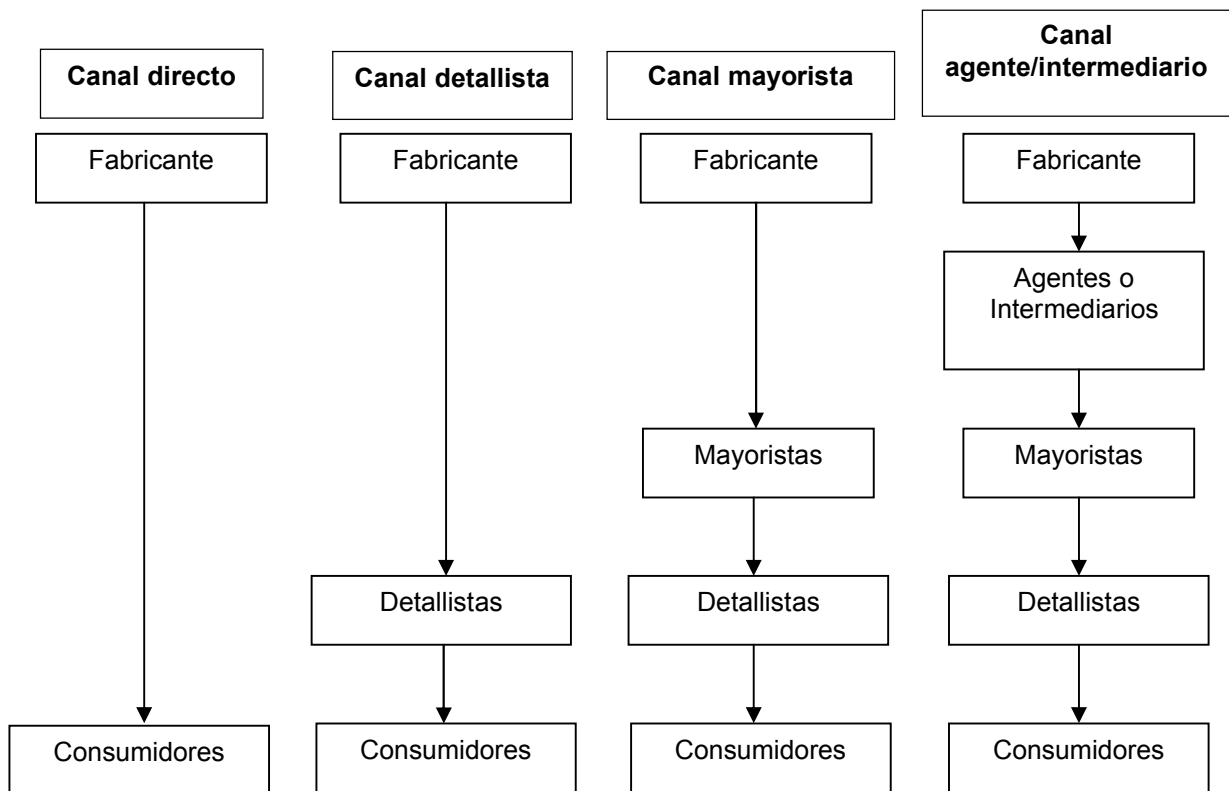 Canal directo
Canal detallista
Canal mayorista
Canal
agente/intermediario
Fabricante
Fabricante
Fabricante
Fabricante
Agentes o
Intermediarios
Mayoristas
Mayoristas
Detallistas
Detallistas
Detallistas
Consumidores
Consumidores
Consumidores
Consumidores